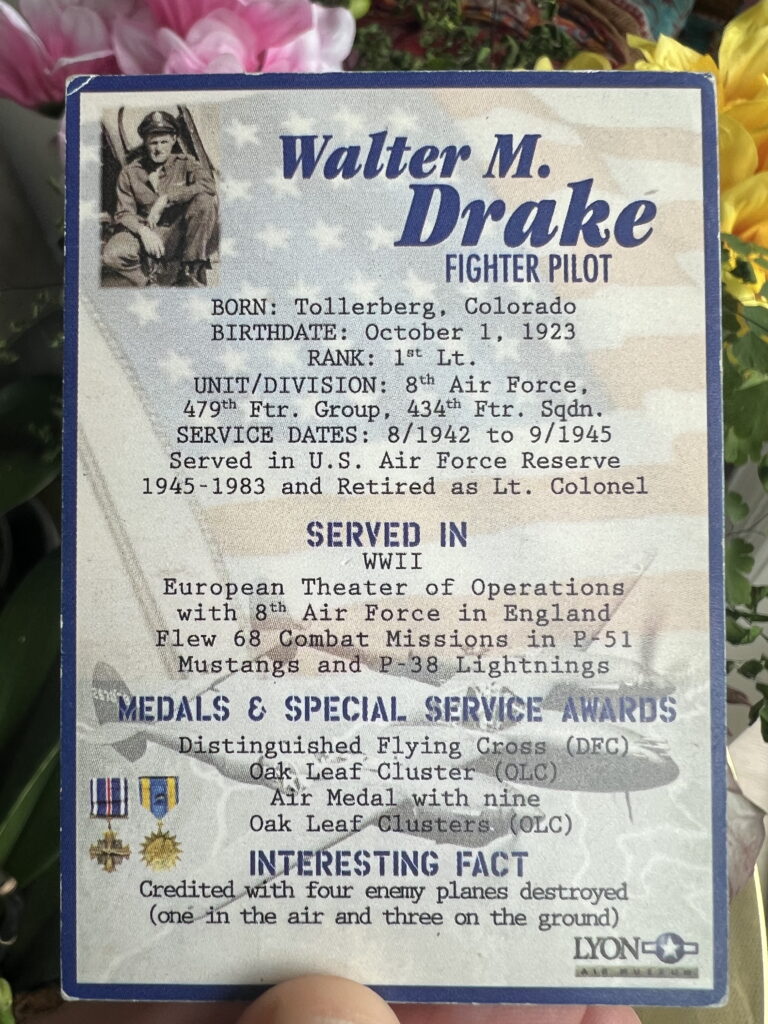 Walter M.
Drake
FIGHTER PILOT
BORN: Tollerberg, Colorado
BIRTHDATE: October 1, 1923
RANK: 1st Lt.
UNIT/DIVISION: 8th Air Force,
479th Ftr. Group, 434th Ftr. Sqdn.
SERVICE DATES: 8/1942 to 9/1945
Served in U.S. Air Force Reserve
1945-1983 and Retired as Lt. Colonel
SERVED IN
WWII
European Theater of Operations
with 8th Air Force in England
Flew 68 Combat Missions in P-51
Mustangs and P-38 Lightnings
MEDALS & SPECIAL SERVICE AWARDS
Distinguished Flying Cross (DFC)
Oak Leaf Cluster (OLC)
Air Medal with nine
Oak Leaf Clusters (OLC)
INTERESTING FACT
Credited with four enemy planes destroyed
(one in the air and three on the ground)
LYON
AIR MUSEUM